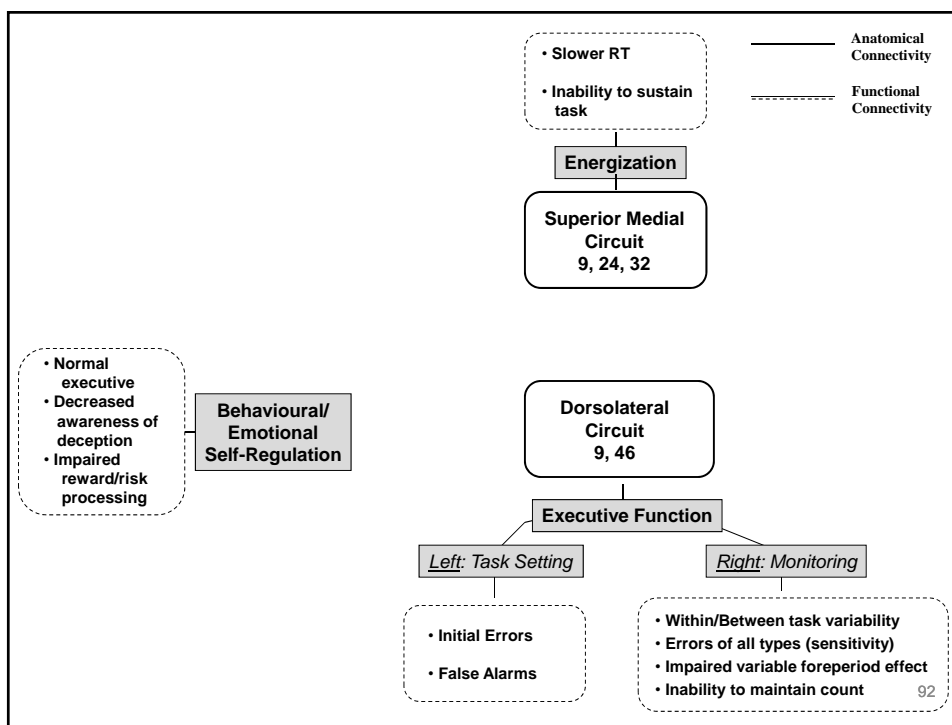 • Slower RT
• Inability to sustain
task
Anatomical
Connectivity
Functional
Connectivity
Energization
Superior Medial
Circuit
9, 24, 32
• Normal
executive
• Decreased
awareness of
deception
• Impaired
reward/risk
processing
Behavioural/
Emotional
Self-Regulation
Dorsolateral
Circuit
9, 46
Executive Function
Left: Task Setting
Right: Monitoring
• Initial Errors
• False Alarms
• Within/Between task variability
• Errors of all types (sensitivity)
• Impaired variable foreperiod effect
• Inability to maintain count
92